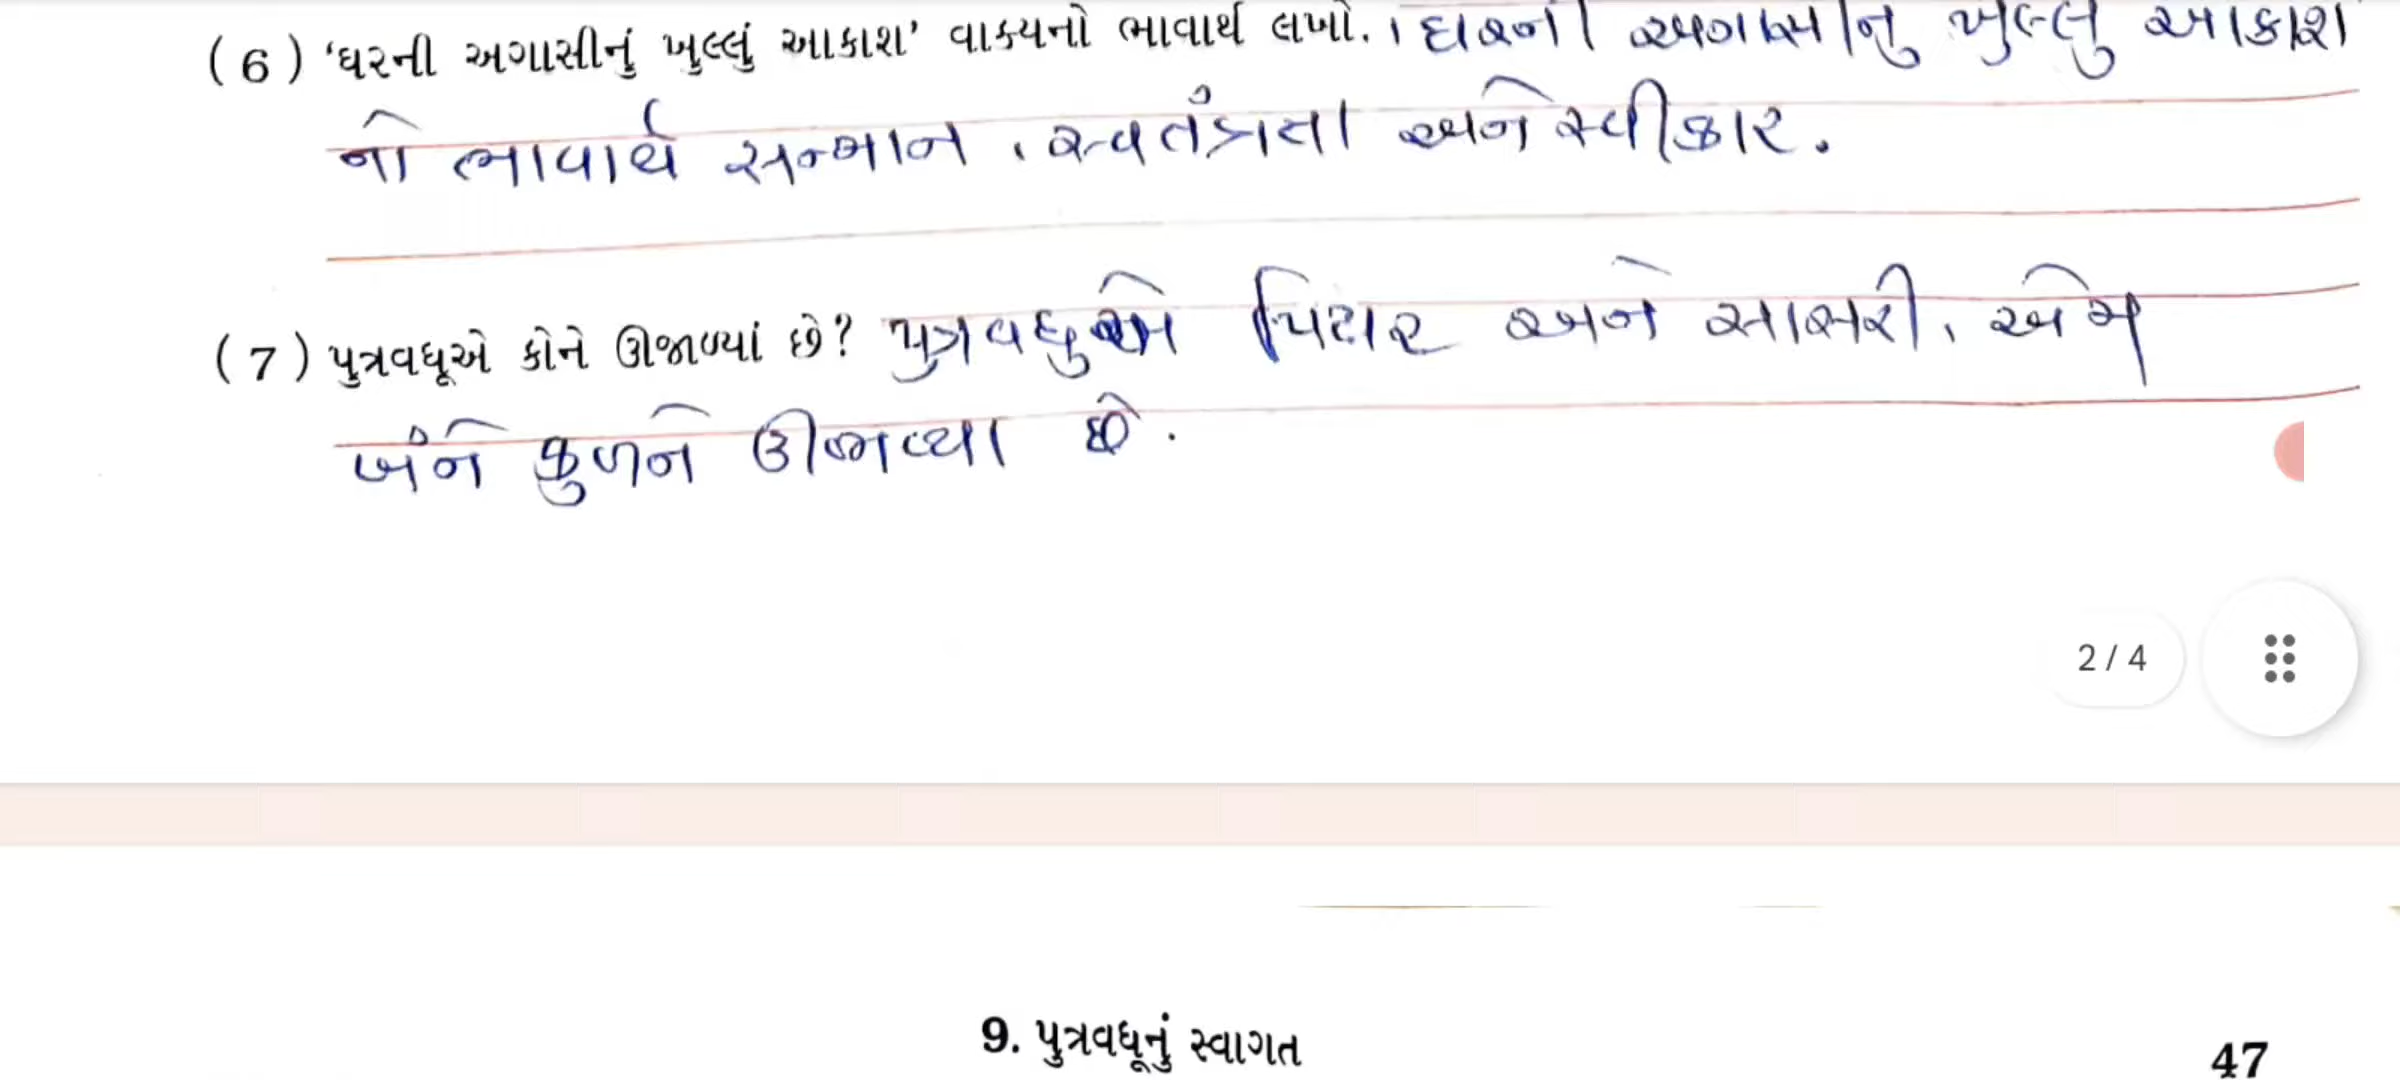 (6) ‘ઘરની અગાસીનું ખુલ્લું આકાશ’ વાક્યનો ભાવાર્થ લખો. ઘરની અગાસીનુ ખુલ્લુ આકાશ
નો ભાવાર્થ સન્માન, સ્વતંત્રતા અને સ્વીકાર.
(7) પુત્રવધૂએ કોને ઊજાળ્યાં છે? પુત્રવધુએ પિયર અને સાસરી, એમ
બંને કુળને છે.
2 / 4
9. પુત્રવધૂનું સ્વાગત
47